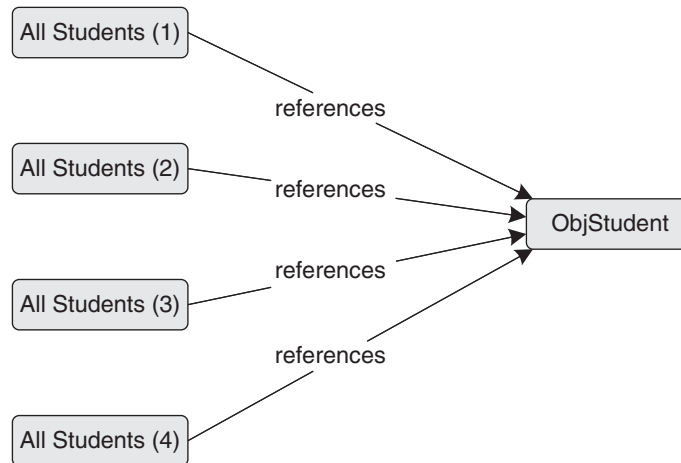 All Students (1)
references
All Students (2)
references
ObjStudent
references
All Students (3)
references
All Students (4)